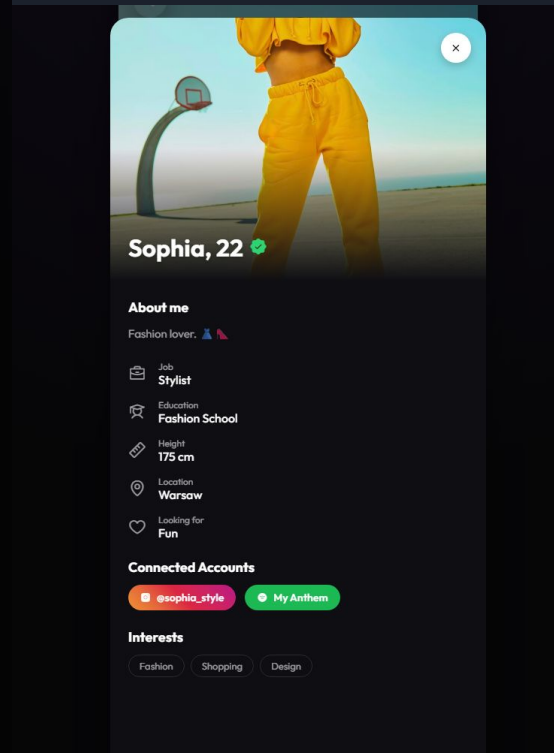 Sophia, 22
About me
Fashion lover. 👗 👠
Job
Stylist
Education
Fashion School
Height
175 cm
Location
Warsaw
Looking for
Fun
Connected Accounts
@sophia_style My Anthem
Interests
Fashion Shopping Design